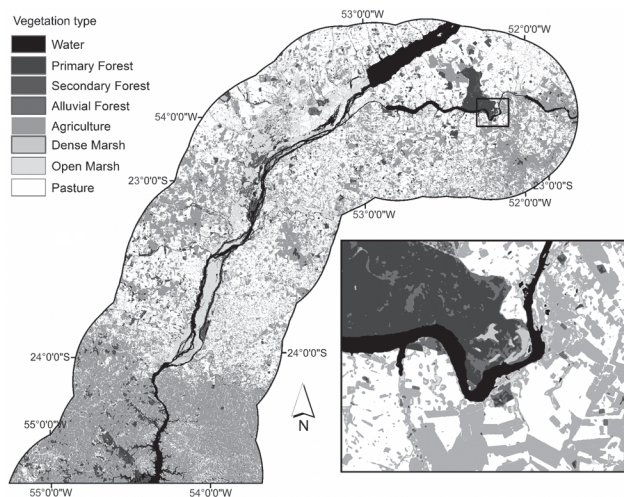 Vegetation type
Water
Primary Forest
Secondary Forest
Alluvial Forest
Agriculture
Dense Marsh
Open Marsh
Pasture
53°0'0"W
52°0'0"W
54°0'0"W
23°0'0"S
53°0'0"W
23°0'0"S
52°0'0"W
24°0'0"S
24°0'0"S
55°0'0"W
N
55°0'0"W
54°0'0"W